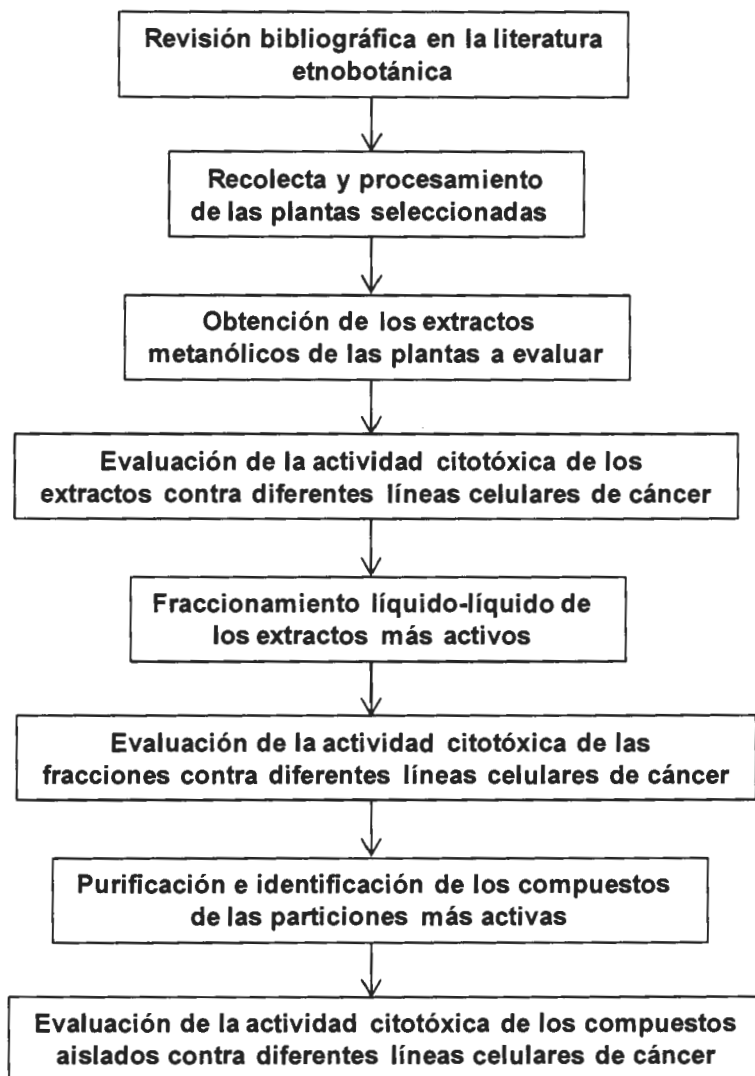 Revisión bibliográfica en la literatura
etnobotánica
Recolecta y procesamiento
de las plantas seleccionadas
Obtención de los extractos
metanólicos de las plantas a evaluar
Evaluación de la actividad citotóxica de los
extractos contra diferentes líneas celulares de cáncer
Fraccionamiento líquido-líquido de
los extractos más activos
Evaluación de la actividad citotóxica de las
fracciones contra diferentes líneas celulares de cáncer
Purificación e identificación de los compuestos
de las particiones más activas
Evaluación de la actividad citotóxica de los compuestos
aislados contra diferentes líneas celulares de cáncer